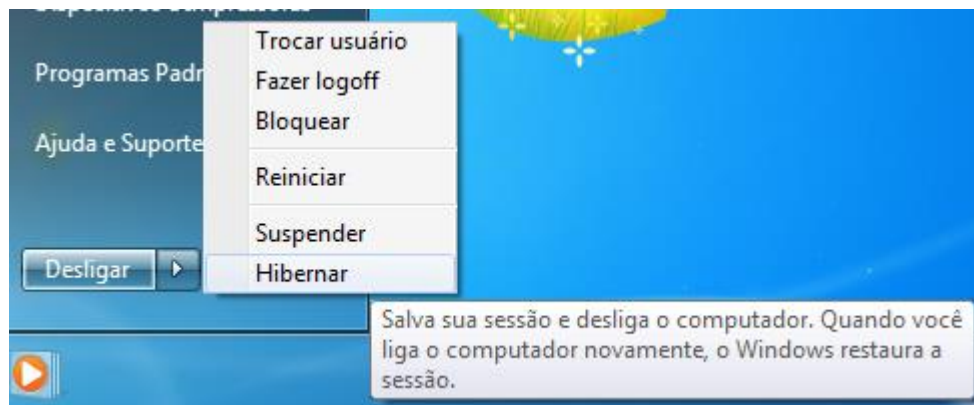 Programas Padr
Ajuda e Suporte
Trocar usuário
Fazer logoff
Bloquear
Reiniciar
Suspender
Hibernar
Desligar
Salva sua sessão e desliga o computador. Quando você
liga o computador novamente, o Windows restaura a
sessão.